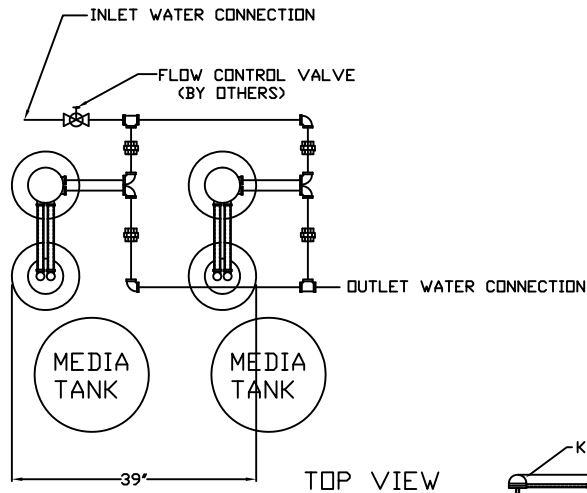 INLET WATER CONNECTION
FLOW CONTROL VALVE
(BY OTHERS)
OUTLET WATER CONNECTION
MEDIA
TANK
MEDIA
TANK
39"
TOP VIEW
K